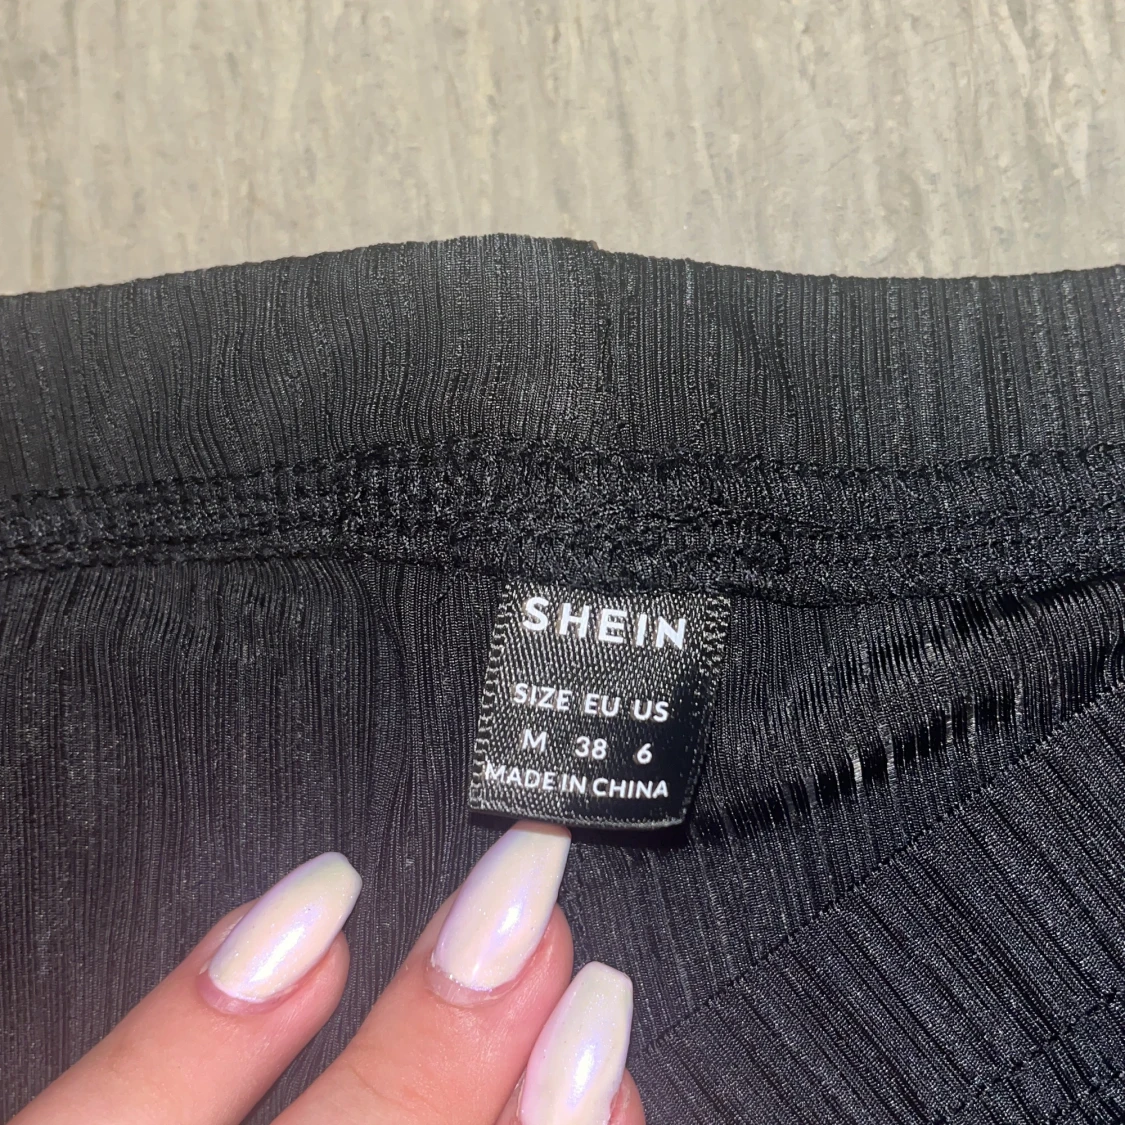 SHEIN
SIZE EU US
M 38 6
MADE IN CHINA